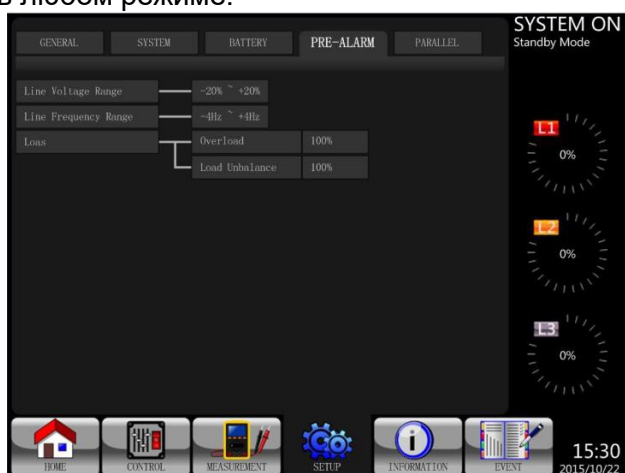 в любом режиме.
SYSTEM ON
Standby Mode
GENERAL SYSTEM BATTERY PRE-ALARM PARALLEL
Line Voltage Range -20% ~ +20%
Line Frequency Range -4Hz ~ +4Hz
Loas Overload 100%
Load Unbalance 100%
L1
0%
L2
0%
L3
0%
HOME CONTROL MEASUREMENT SETUP INFORMATION EVENT
15:30
2015/10/22